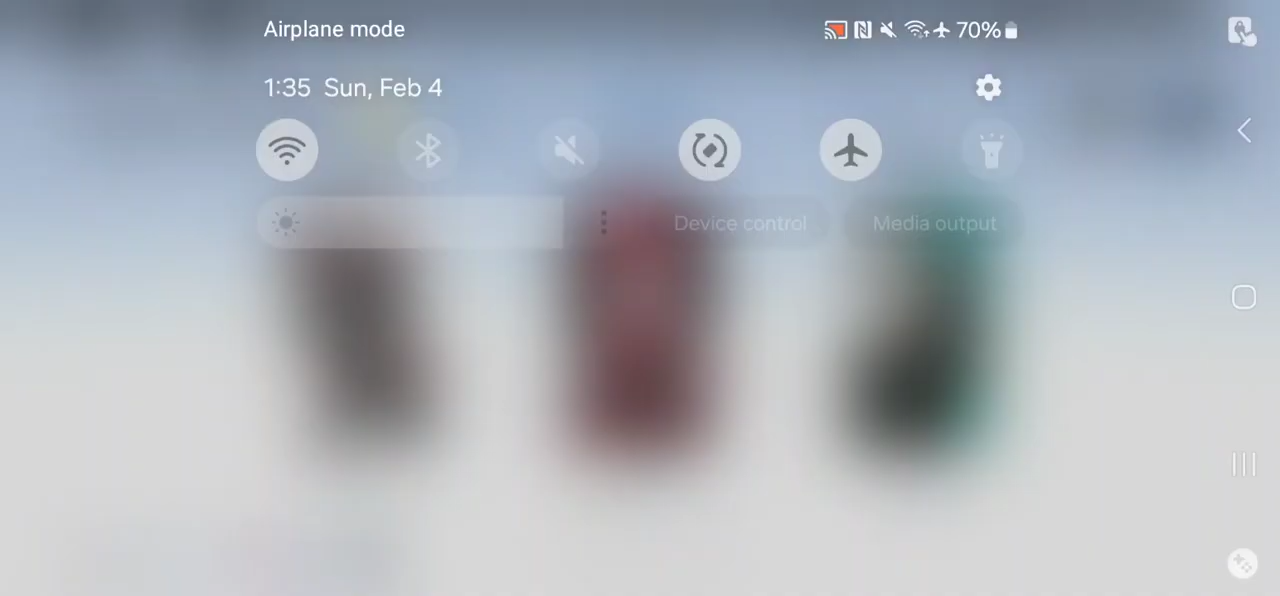 Airplane mode
70%
1:35 Sun, Feb 4
Device control
Media output